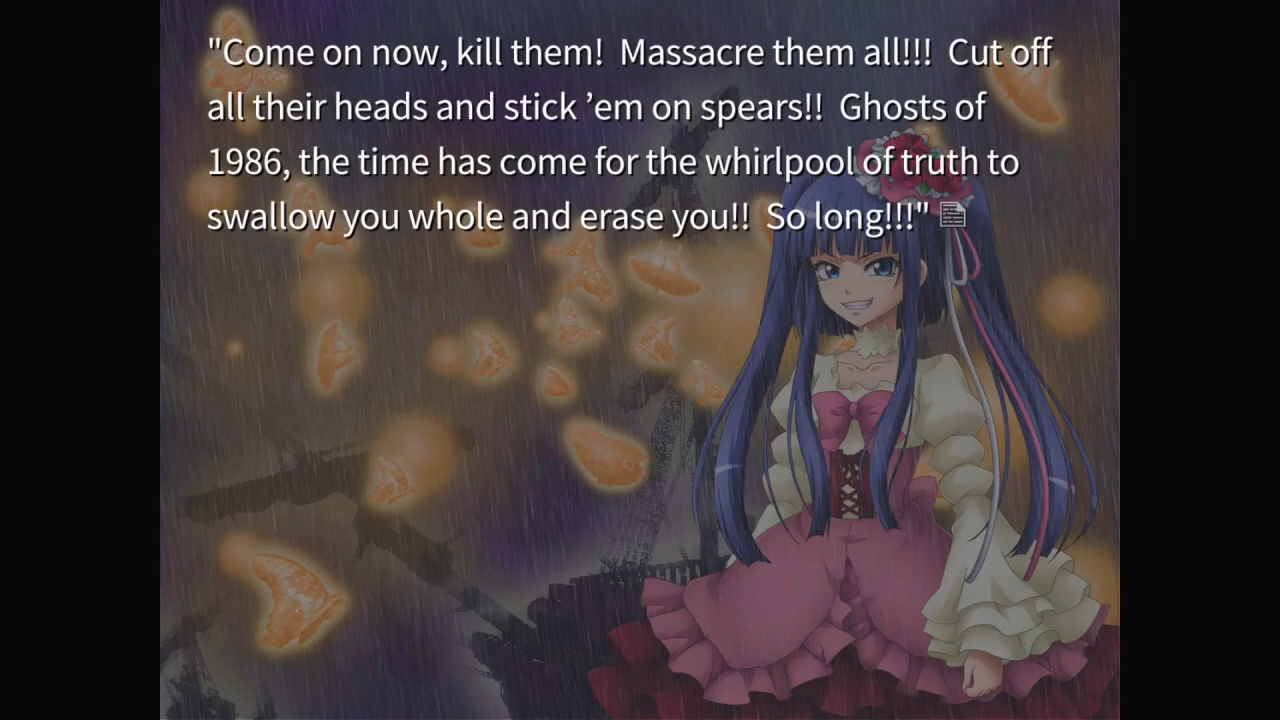 "Come on now, kill them!  Massacre them all!!!  Cut off
all their heads and stick ’em on spears!!  Ghosts of
1986, the time has come for the whirlpool of truth to
swallow you whole and erase you!!  So long!!!"